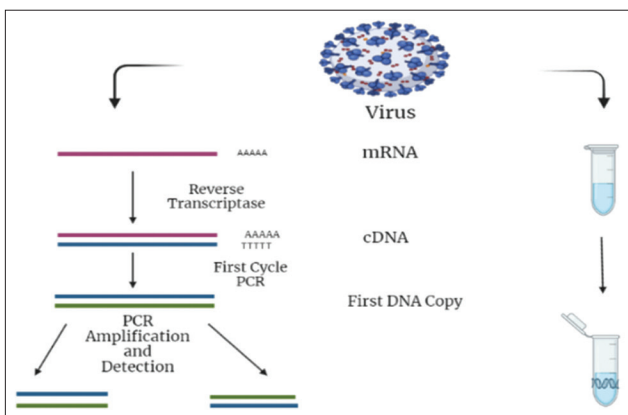 Virus
AAAAA
mRNA
Reverse
Transcriptase
AAAAA
TTTTT
cDNA
First Cycle
PCR
First DNA Copy
PCR
Amplification
and
Detection